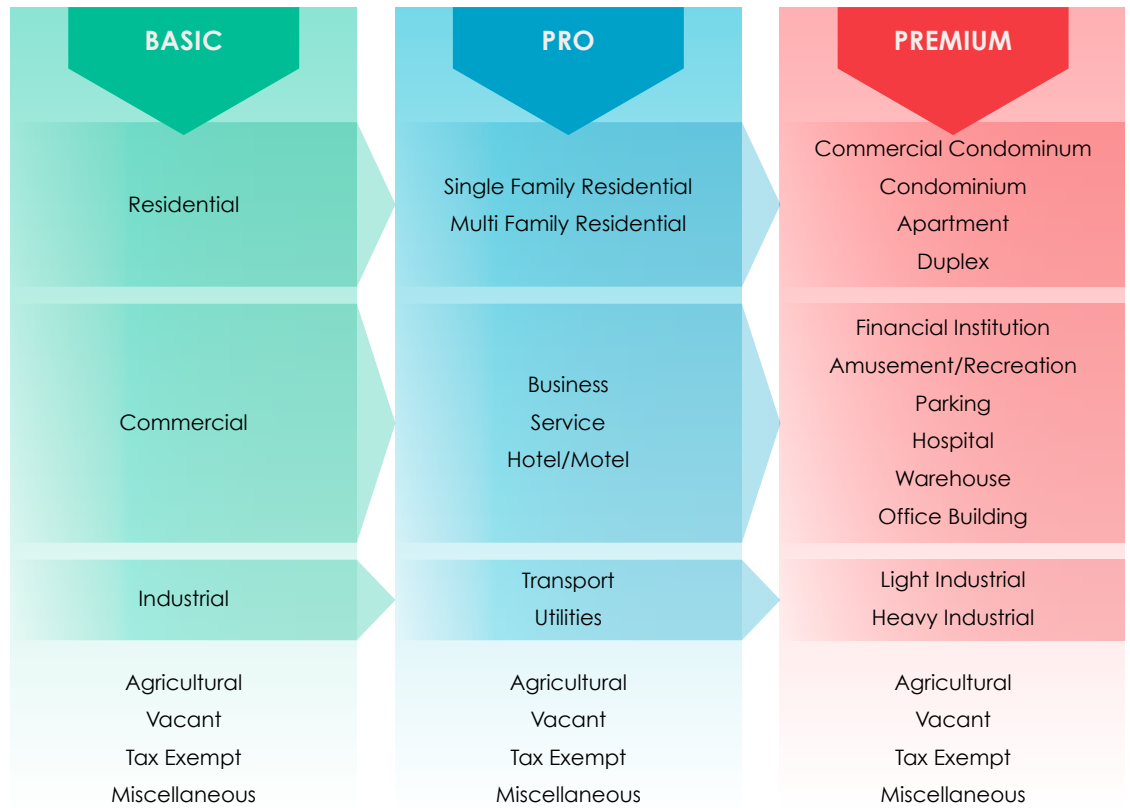 BASIC
Residential
Commercial
Industrial
Agricultural
Vacant
Tax Exempt
Miscellaneous
PRO
Single Family Residential
Multi Family Residential
Business
Service
Hotel/Motel
Transport
Utilities
Agricultural
Vacant
Tax Exempt
Miscellaneous
PREMIUM
Commercial Condominum
Condominium
Apartment
Duplex
Financial Institution
Amusement/Recreation
Parking
Hospital
Warehouse
Office Building
Light Industrial
Heavy Industrial
Agricultural
Vacant
Tax Exempt
Miscellaneous